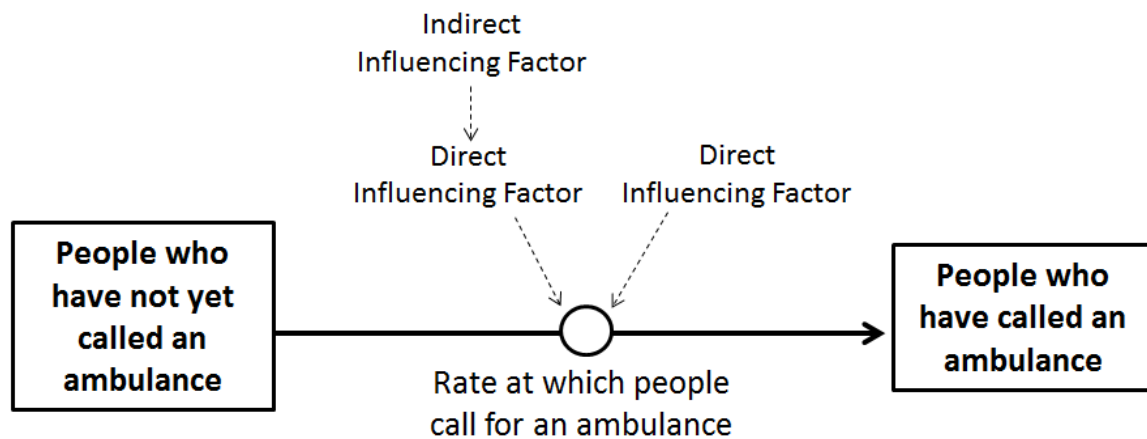 Indirect
Influencing Factor
Direct
Influencing Factor
Direct
Influencing Factor
People who
have not yet
called an
ambulance
People who
have called an
ambulance
Rate at which people
call for an ambulance